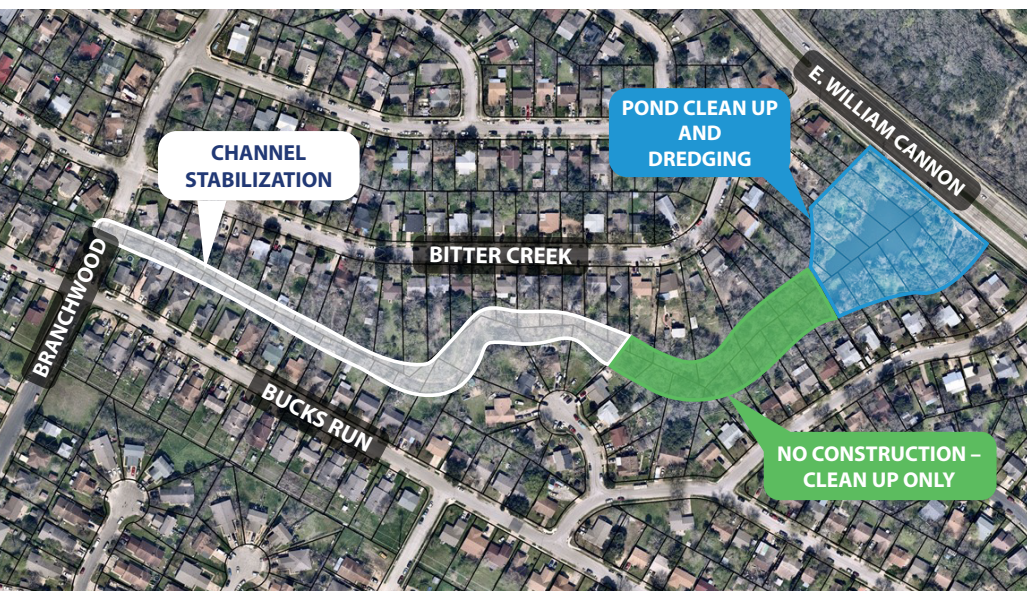 E. WILLIAM CANNON
POND CLEAN UP
AND
DREDGING
CHANNEL
STABILIZATION
BITTER CREEK
BRANCHWOOD
BUCKS RUN
NO CONSTRUCTION –
CLEAN UP ONLY